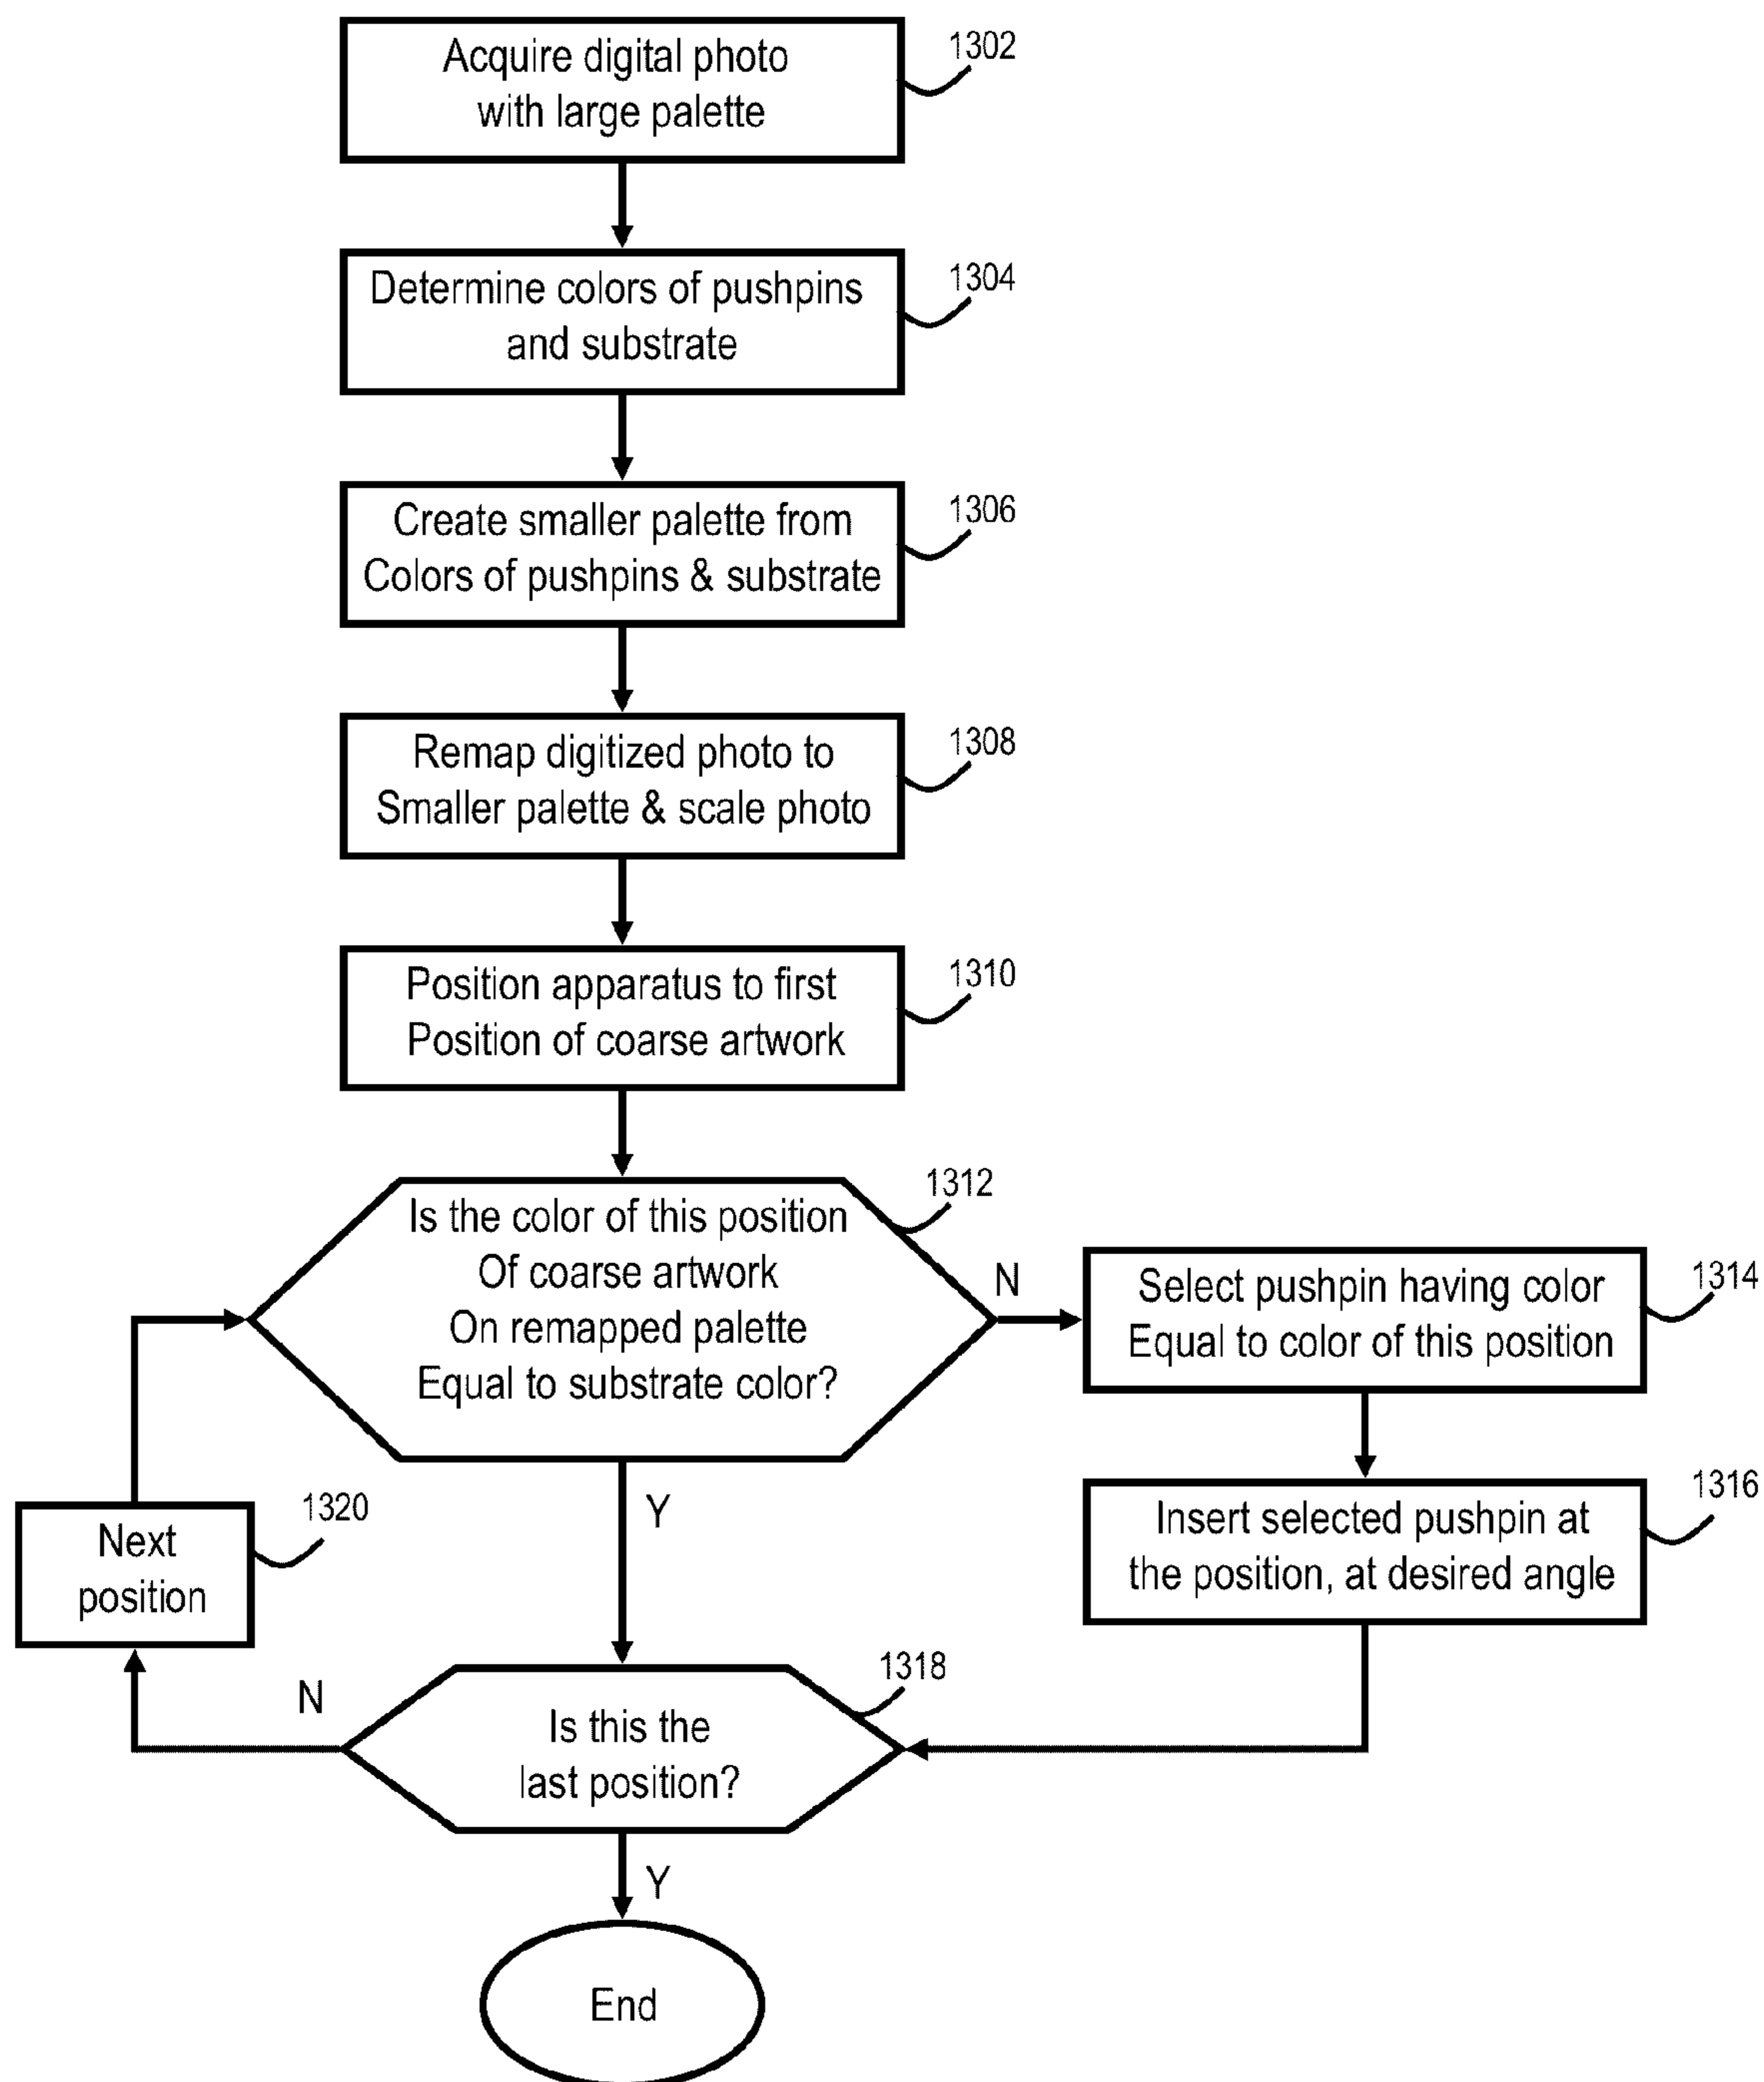 Acquire digital photo
with large palette
1302
Determine colors of pushpins
and substrate
1304
Create smaller palette from
Colors of pushpins & substrate
1306
Remap digitized photo to
Smaller palette & scale photo
1308
Position apparatus to first
Position of coarse artwork
1310
Is the color of this position
Of coarse artwork
On remapped palette
Equal to substrate color?
1312
N
Select pushpin having color
Equal to color of this position
1314
Y
Insert selected pushpin at
the position, at desired angle
1316
Next
position
1320
Is this the
last position?
1318
N
Y
End